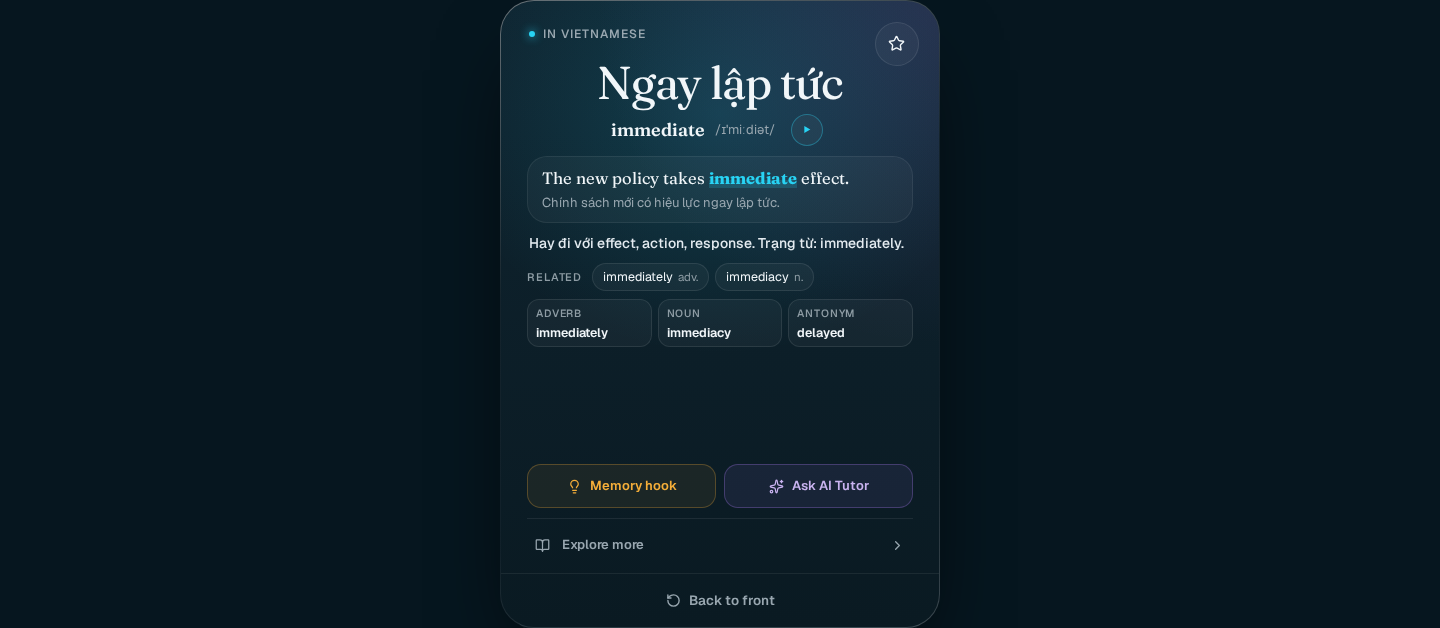 IN VIETNAMESE
Ngay lập tức
immediate /ɪˈmiːdiət/
The new policy takes immediate effect.
Chính sách mới có hiệu lực ngay lập tức.
Hay đi với effect, action, response. Trạng từ: immediately.
RELATED immediately adv. immediacy n.
ADVERB NOUN ANTONYM
immediately immediacy delayed
Memory hook Ask AI Tutor
Explore more
Back to front